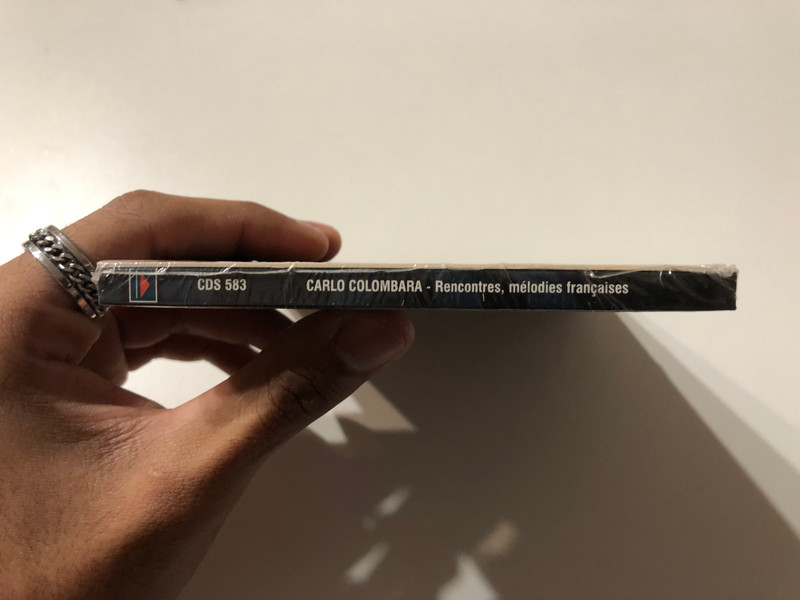 CDS 583 CARLO COLOMBARA - Rencontres, mélodies françaises